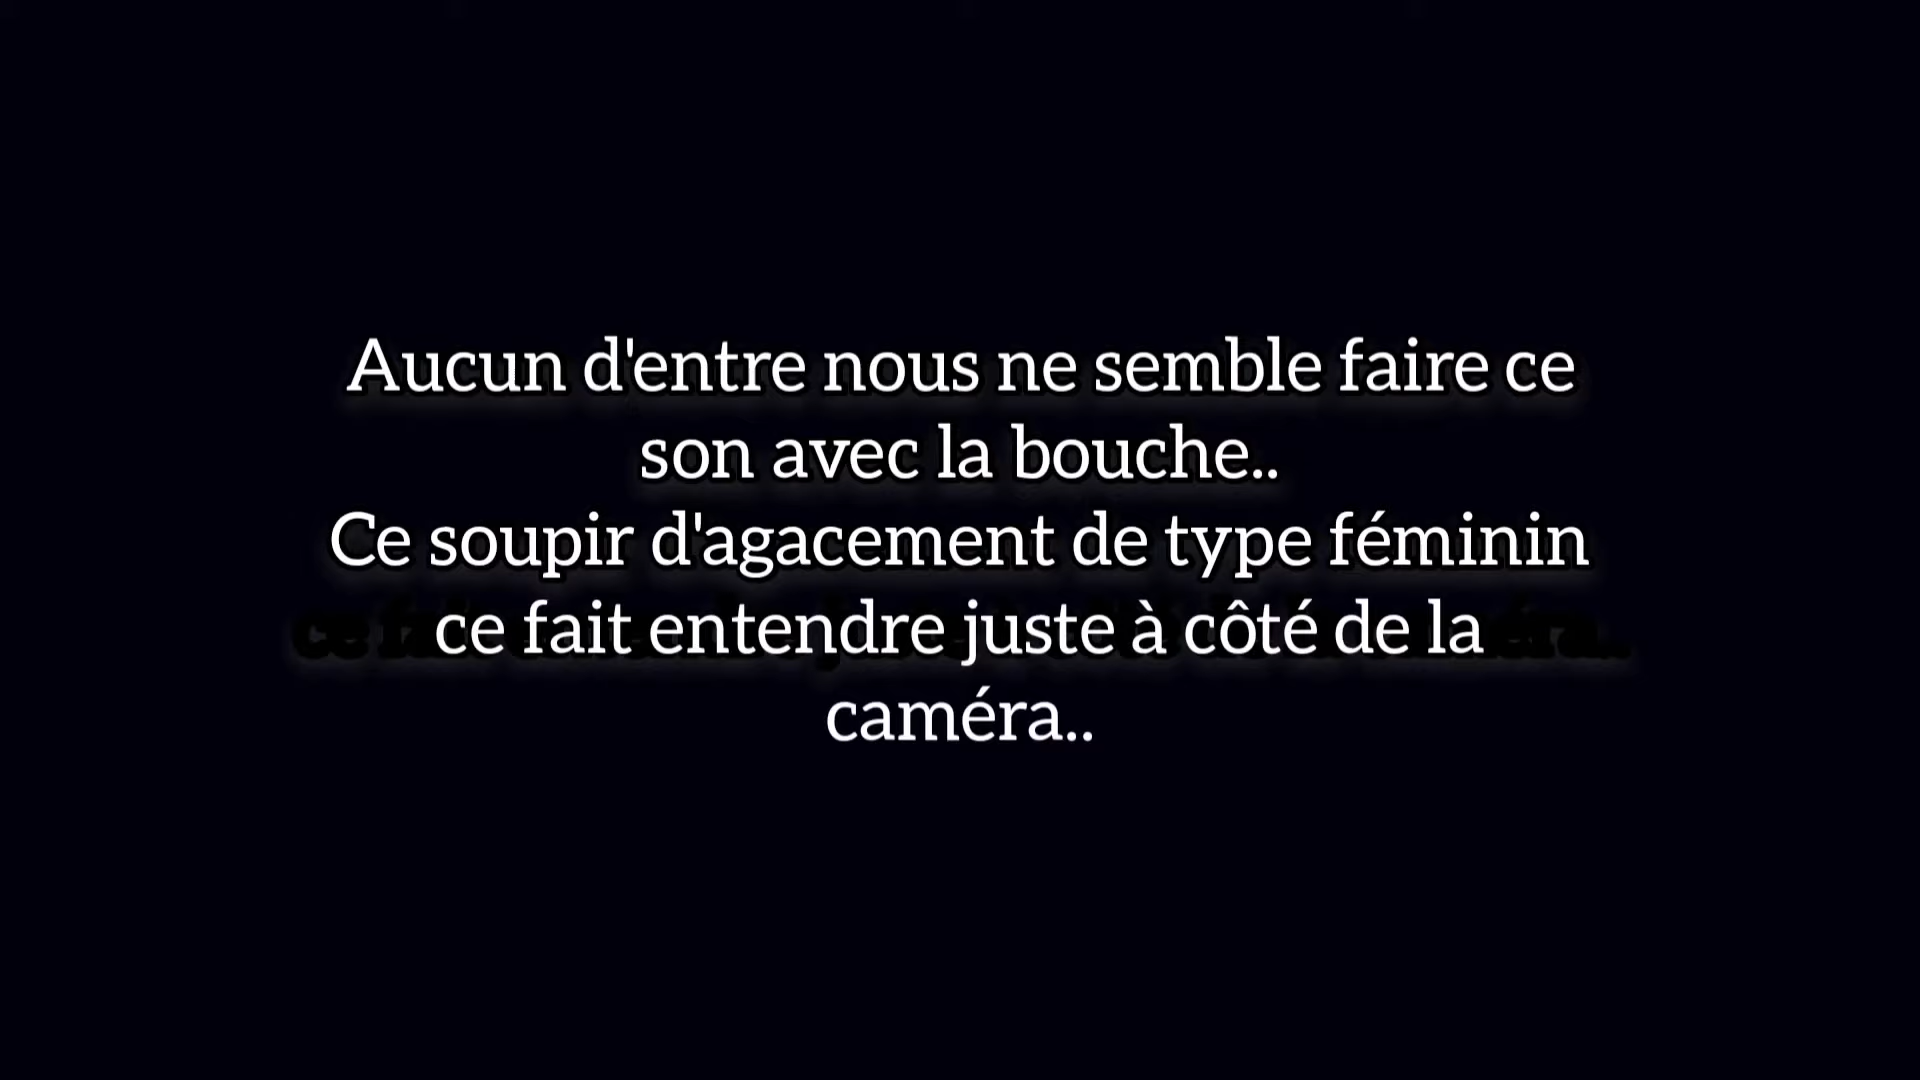 Aucun d'entre nous ne semble faire ce
son avec la bouche..
Ce soupir d'agacement de type féminin
ce fait entendre juste à côté de la
caméra..